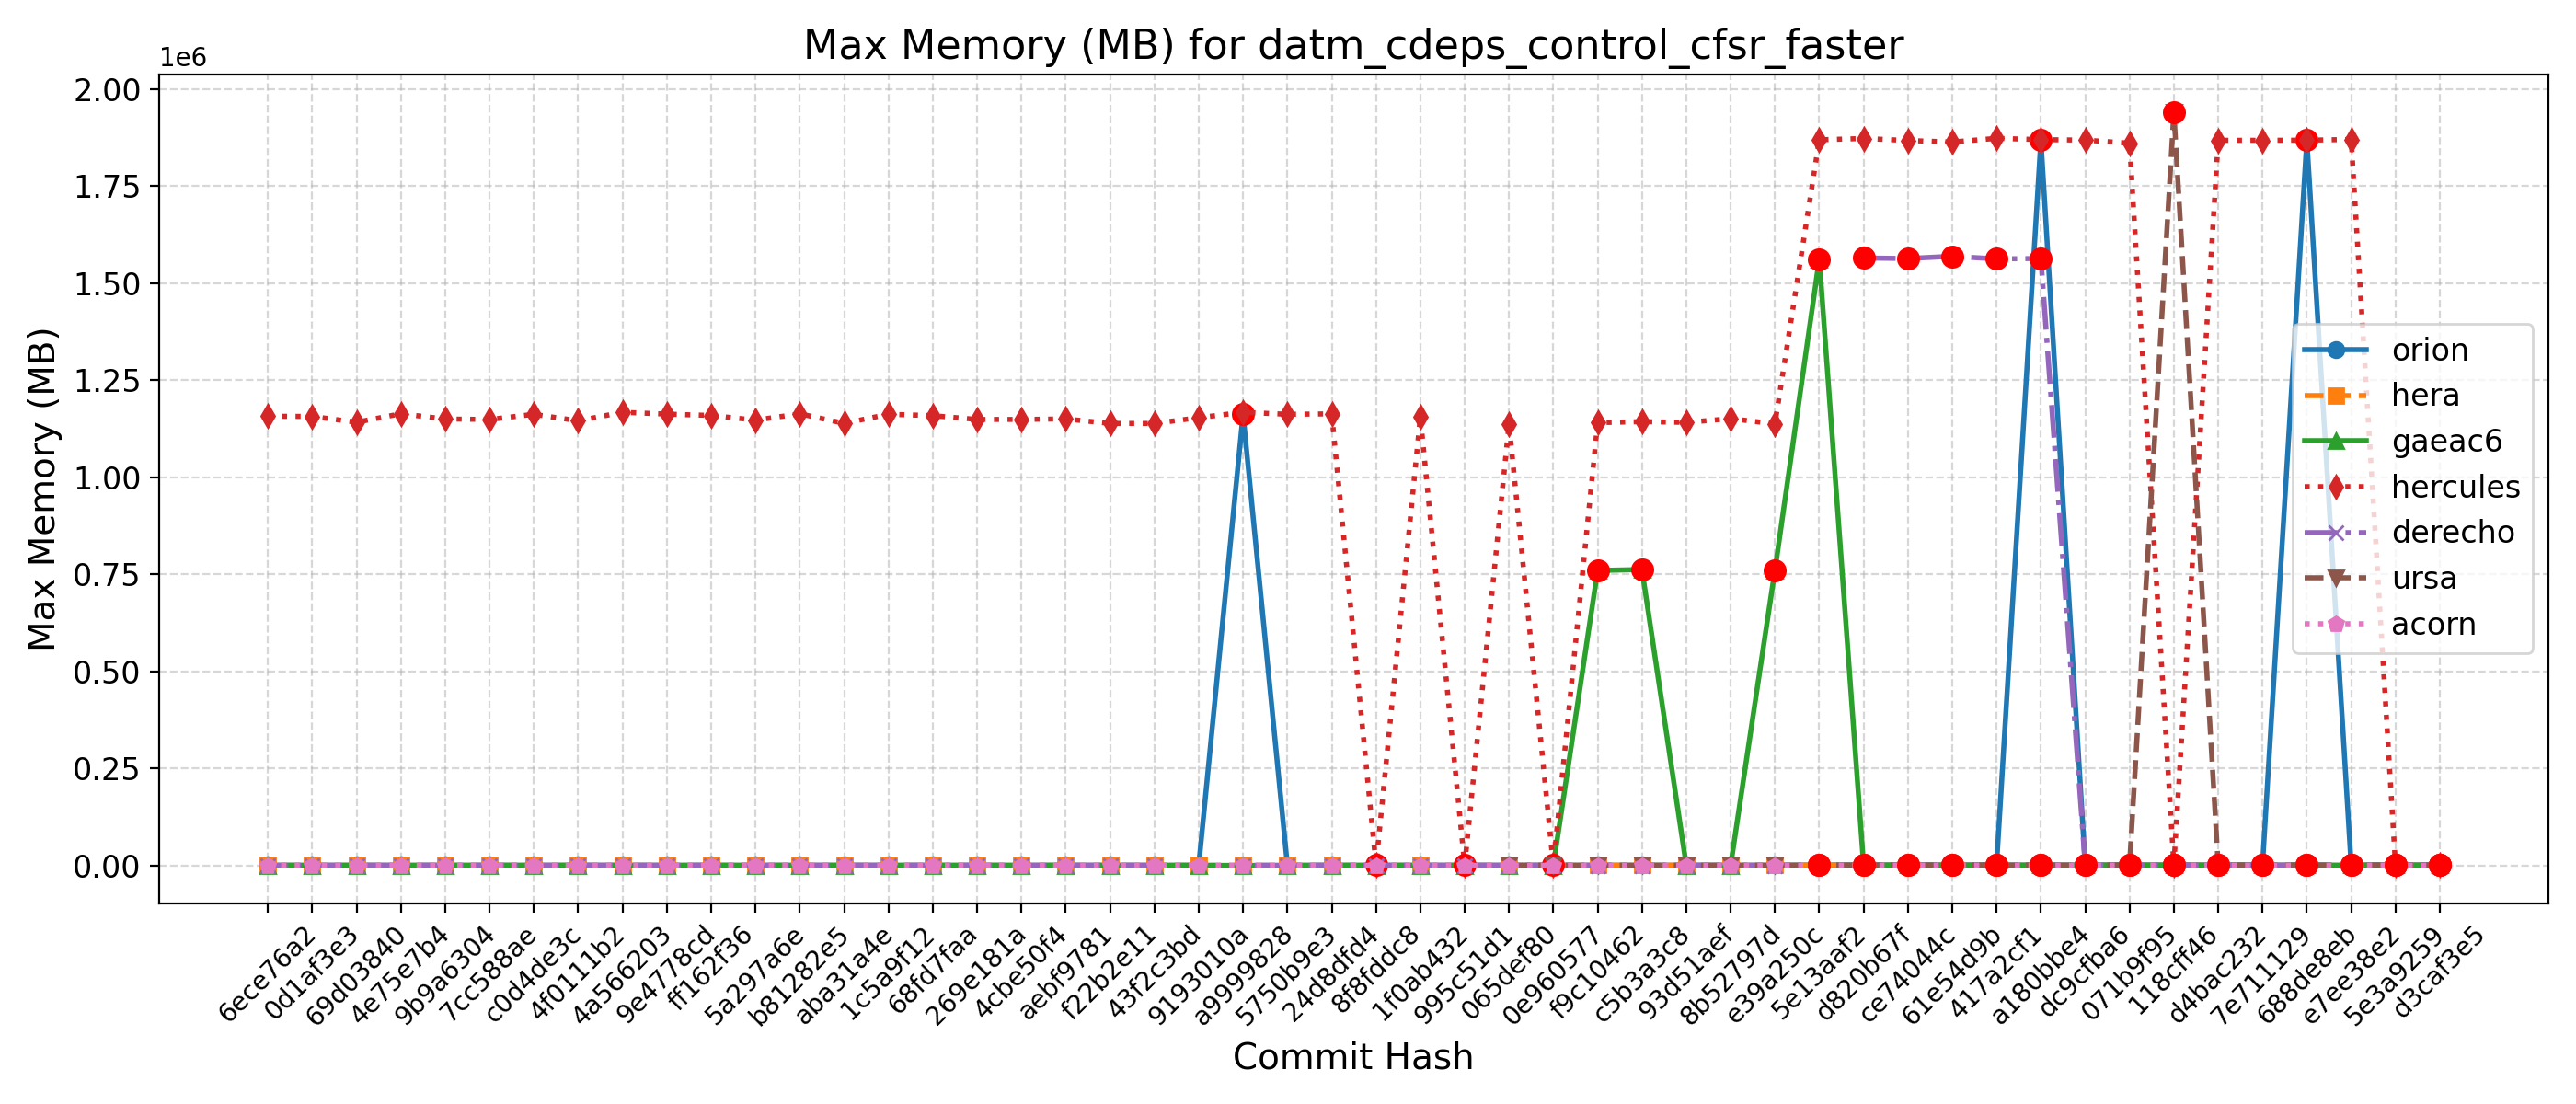 Max Memory (MB) for datm_cdeps_control_cfsr_faster
1e6
2.00
1.75
1.50
1.25
1.00
0.75
0.50
0.25
0.00
Max Memory (MB)
orion
hera
gaeac6
hercules
derecho
ursa
acorn
6ece76a2
0d1af3e3
69d03840
4e75e7b4
9b9a6304
7cc588ae
c0d4de3c
4f0111b2
4a566203
9e4778cd
ff162f36
5a297a6e
b81282e5
aba31a4e
1c5a9f12
68fd7faa
269e181a
4cbe50f4
aebf9781
f22b2e11
43f2c3bd
9193010a
a9999828
5750b9e3
24d8dfd4
8f8fddc8
1f0ab432
995c51d1
065def80
0e960577
f9c10462
c5b3a3c8
93d51aef
8b52797d
e39a250c
5e13aaf2
d820b67f
ce74044c
61e54d9b
417a2cf1
a180bbe4
dc9cfba6
071b9f95
118cff46
d4bac232
7e711129
688de8eb
e7ee38e2
5e3a9259
d3caf3e5
Commit Hash